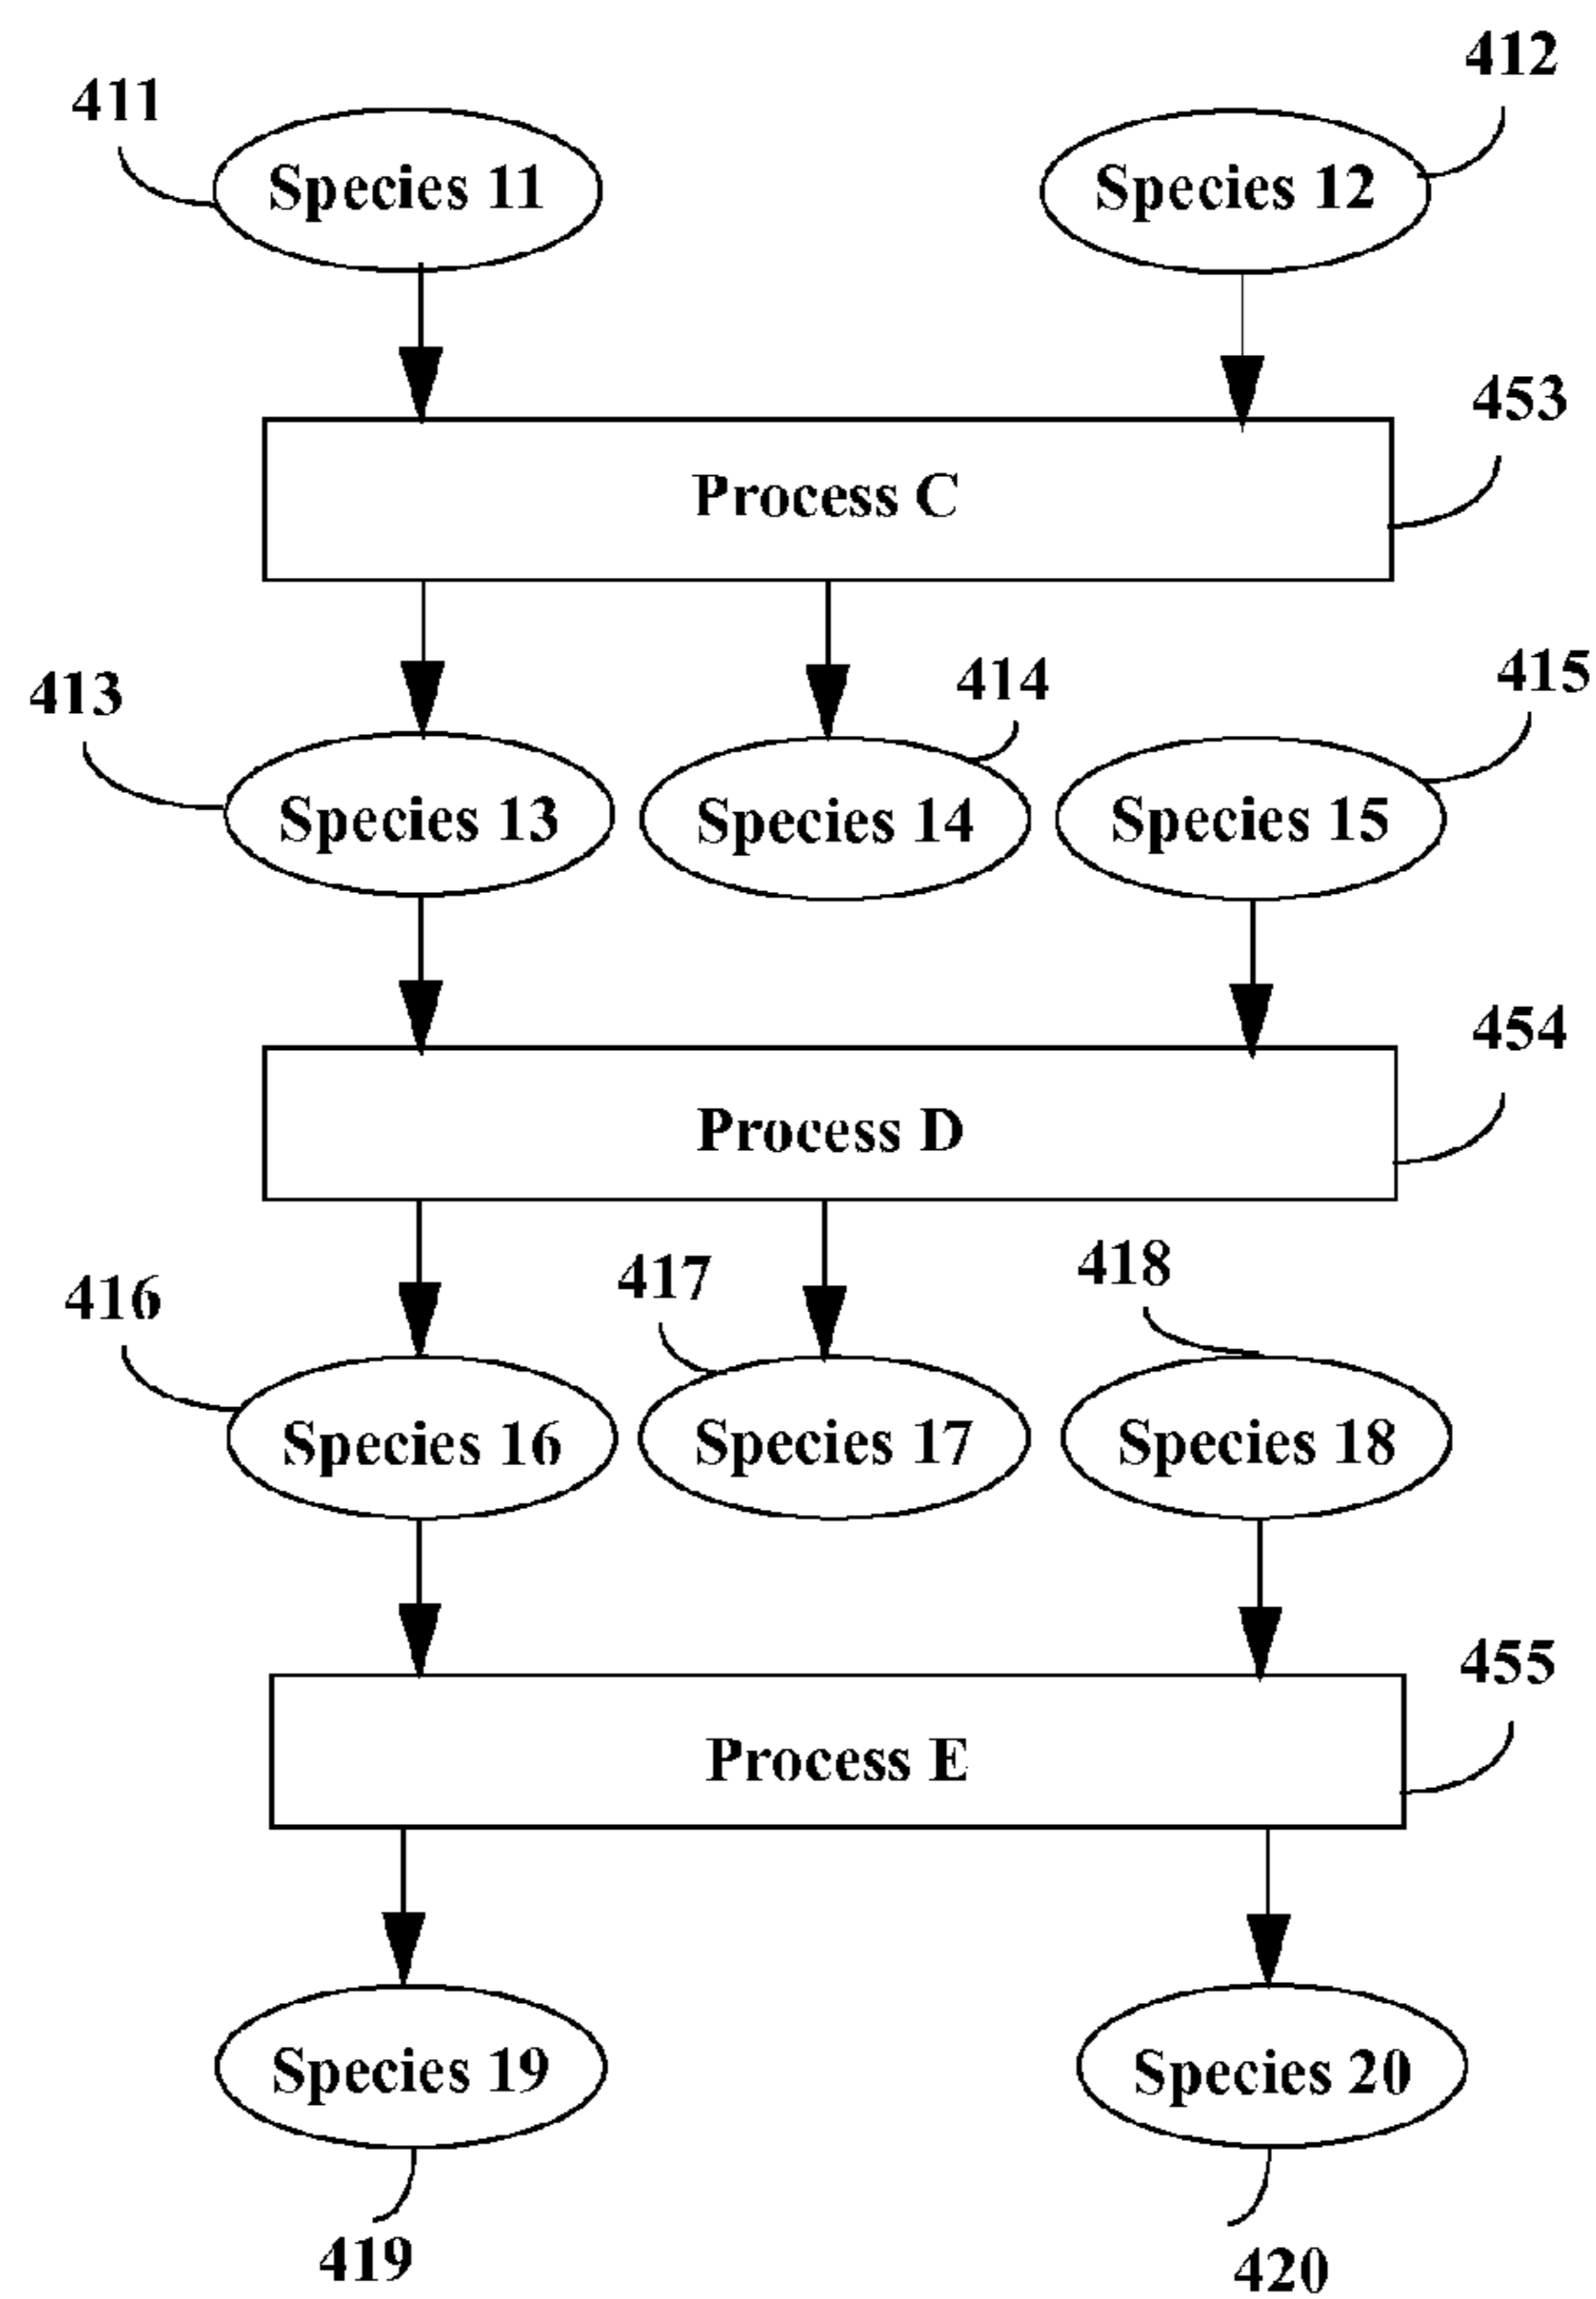 411
412
Species 11
Species 12
453
Process C
413
414
415
Species 13
Species 14
Species 15
454
Process D
416
417
418
Species 16
Species 17
Species 18
455
Process E
Species 19
Species 20
419
420